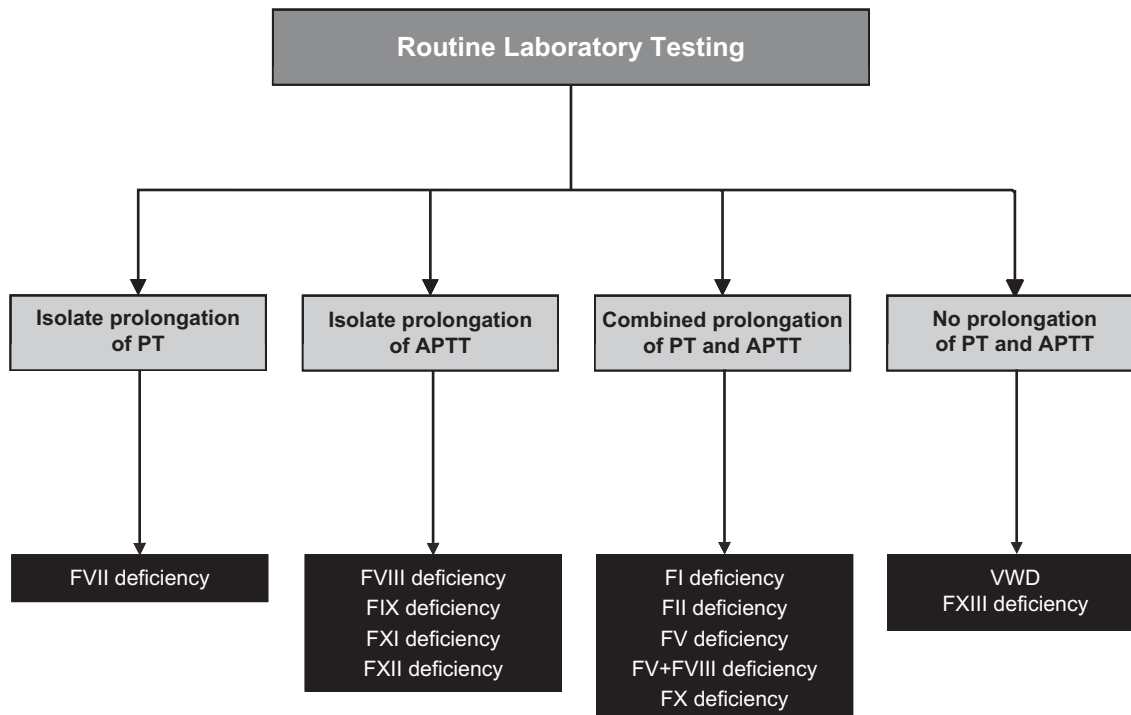 Routine Laboratory Testing
Isolate prolongation
of PT
Isolate prolongation
of APTT
Combined prolongation
of PT and APTT
No prolongation
of PT and APTT
FVII deficiency
FVIII deficiency
FIX deficiency
FXI deficiency
FXII deficiency
FI deficiency
FII deficiency
FV deficiency
FV+FVIII deficiency
FX deficiency
VWD
FXIII deficiency